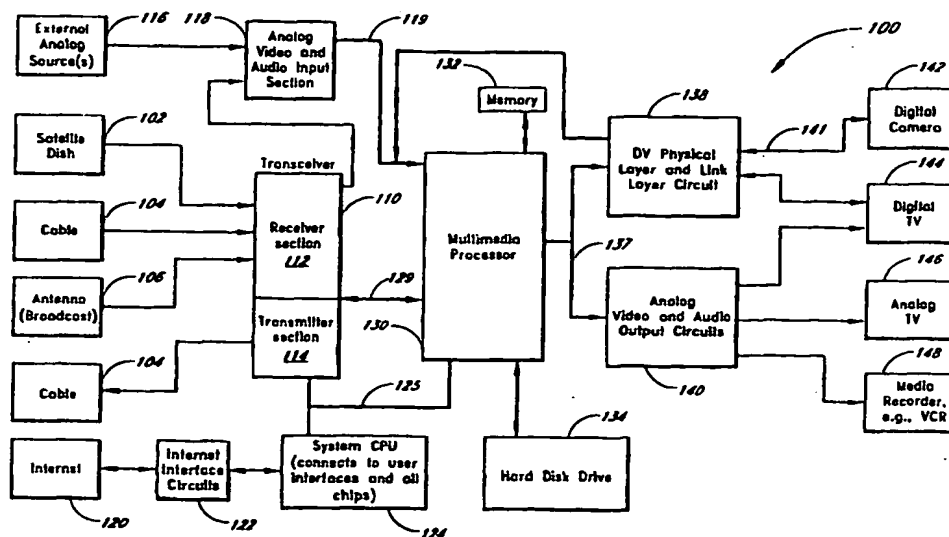 116
118
119
100
External
Analog
Source(s)
Analog
Video and
Audio Input
Section
132
Memory
138
142
Digital
Camera
102
Satellite
Dish
Transceiver
110
DV Physical
Layer and Link
Layer Circuit
141
144
Digital
TV
104
Cable
Receiver
section
112
Multimedia
Processor
137
106
Antenna
(Broadcast)
129
146
Analog
TV
Transmitter
section
114
130
Analog
Video and Audio
Output Circuits
104
Cable
125
140
148
Media
Recorder,
e.g., VCR
134
Internet
Internet
Interface
Circuits
System CPU
(connects to user
interfaces and all
chips)
Hard Disk Drive
120
122
124